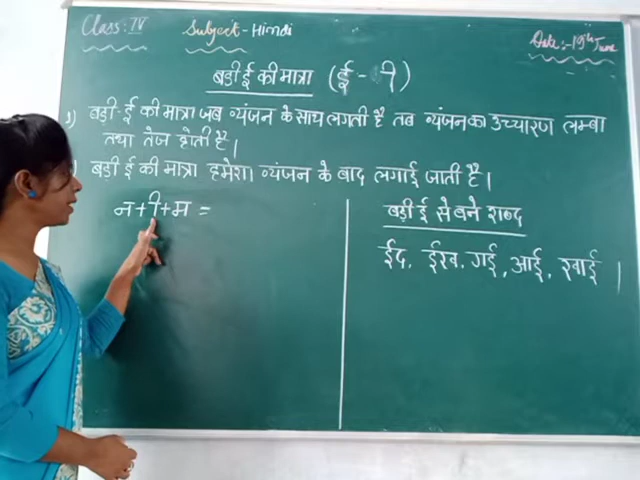 Class: IV Subject - Hindi Date:- 19th June
बड़ी ई की मात्रा (ई - ी)
1) बड़ी-ई की मात्रा जब व्यंजन के साथ लगती है तब व्यंजन का उच्चारण लम्बा
तथा तेज होती है।
बड़ी ई की मात्रा हमेशा व्यंजन के बाद लगाई जाती है।
न+ी+म =
बड़ी ई से बने शब्द
ईद, ईख, गई, आई, खाई।